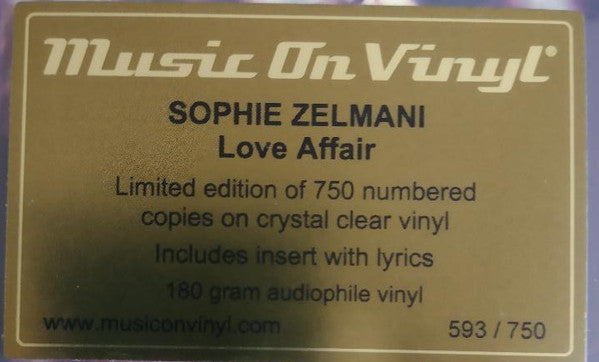 Music On Vinyl®
SOPHIE ZELMANI
Love Affair
Limited edition of 750 numbered
copies on crystal clear vinyl
Includes insert with lyrics
180 gram audiophile vinyl
www.musiconvinyl.com
593 / 750